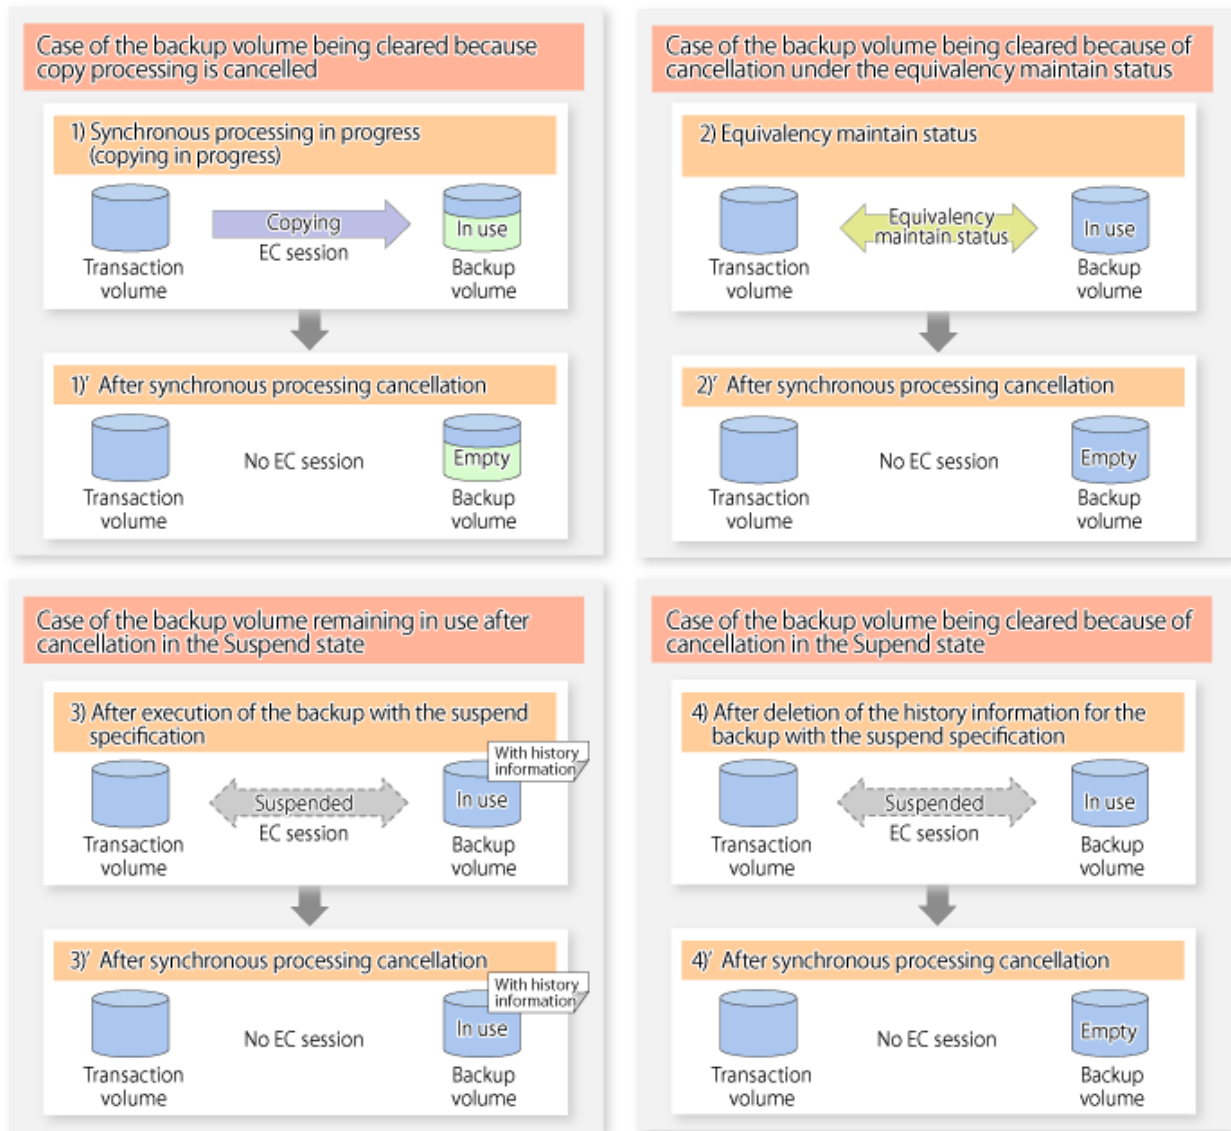 Case of the backup volume being cleared because
copy processing is cancelled
1) Synchronous processing in progress
(copying in progress)
Copying
EC session
In use
Transaction
volume
Backup
volume
1)' After synchronous processing cancellation
No EC session
Empty
Transaction
volume
Backup
volume
Case of the backup volume being cleared because of
cancellation under the equivalency maintain status
2) Equivalency maintain status
Equivalency
maintain status
In use
Transaction
volume
Backup
volume
2)' After synchronous processing cancellation
No EC session
Empty
Transaction
volume
Backup
volume
Case of the backup volume remaining in use after
cancellation in the Suspend state
3) After execution of the backup with the suspend
specification
With history
information
Suspended
EC session
In use
Transaction
volume
Backup
volume
3)' After synchronous processing cancellation
With history
information
No EC session
In use
Transaction
volume
Backup
volume
Case of the backup volume being cleared because of
cancellation in the Supend state
4) After deletion of the history information for the
backup with the suspend specification
Suspended
EC session
In use
Transaction
volume
Backup
volume
4)' After synchronous processing cancellation
No EC session
Empty
Transaction
volume
Backup
volume